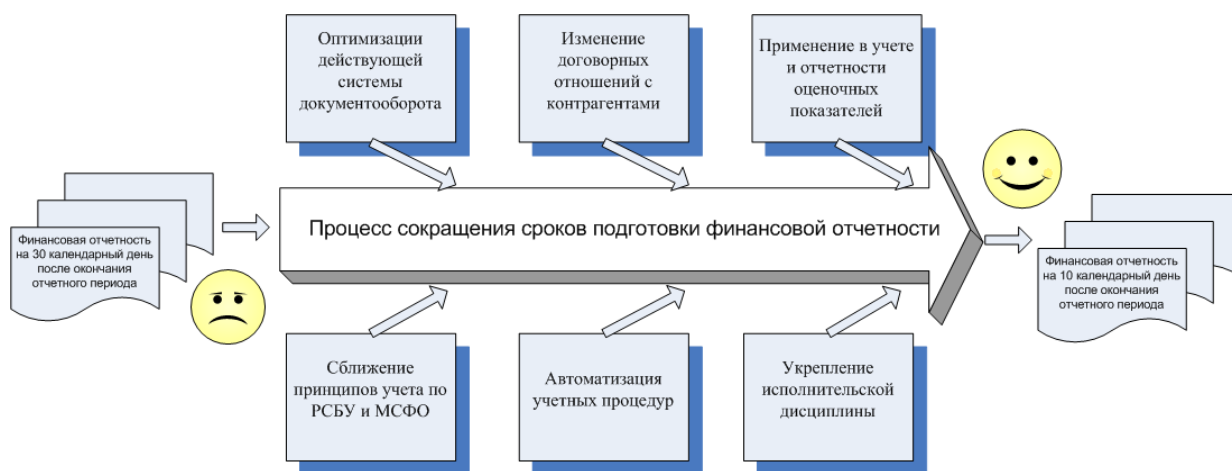 Оптимизации
действующей
системы
документооборота
Изменение
договорных
отношений с
контрагентами
Применение в учете
и отчетности
оценочных
показателей
Финансовая отчетность
на 30 календарный день
после окончания
отчетного периода
Процесс сокращения сроков подготовки финансовой отчетности
Финансовая отчетность
на 10 календарный день
после окончания
отчетного периода
Сближение
принципов учета по
РСБУ и МСФО
Автоматизация
учетных процедур
Укрепление
исполнительской
дисциплины